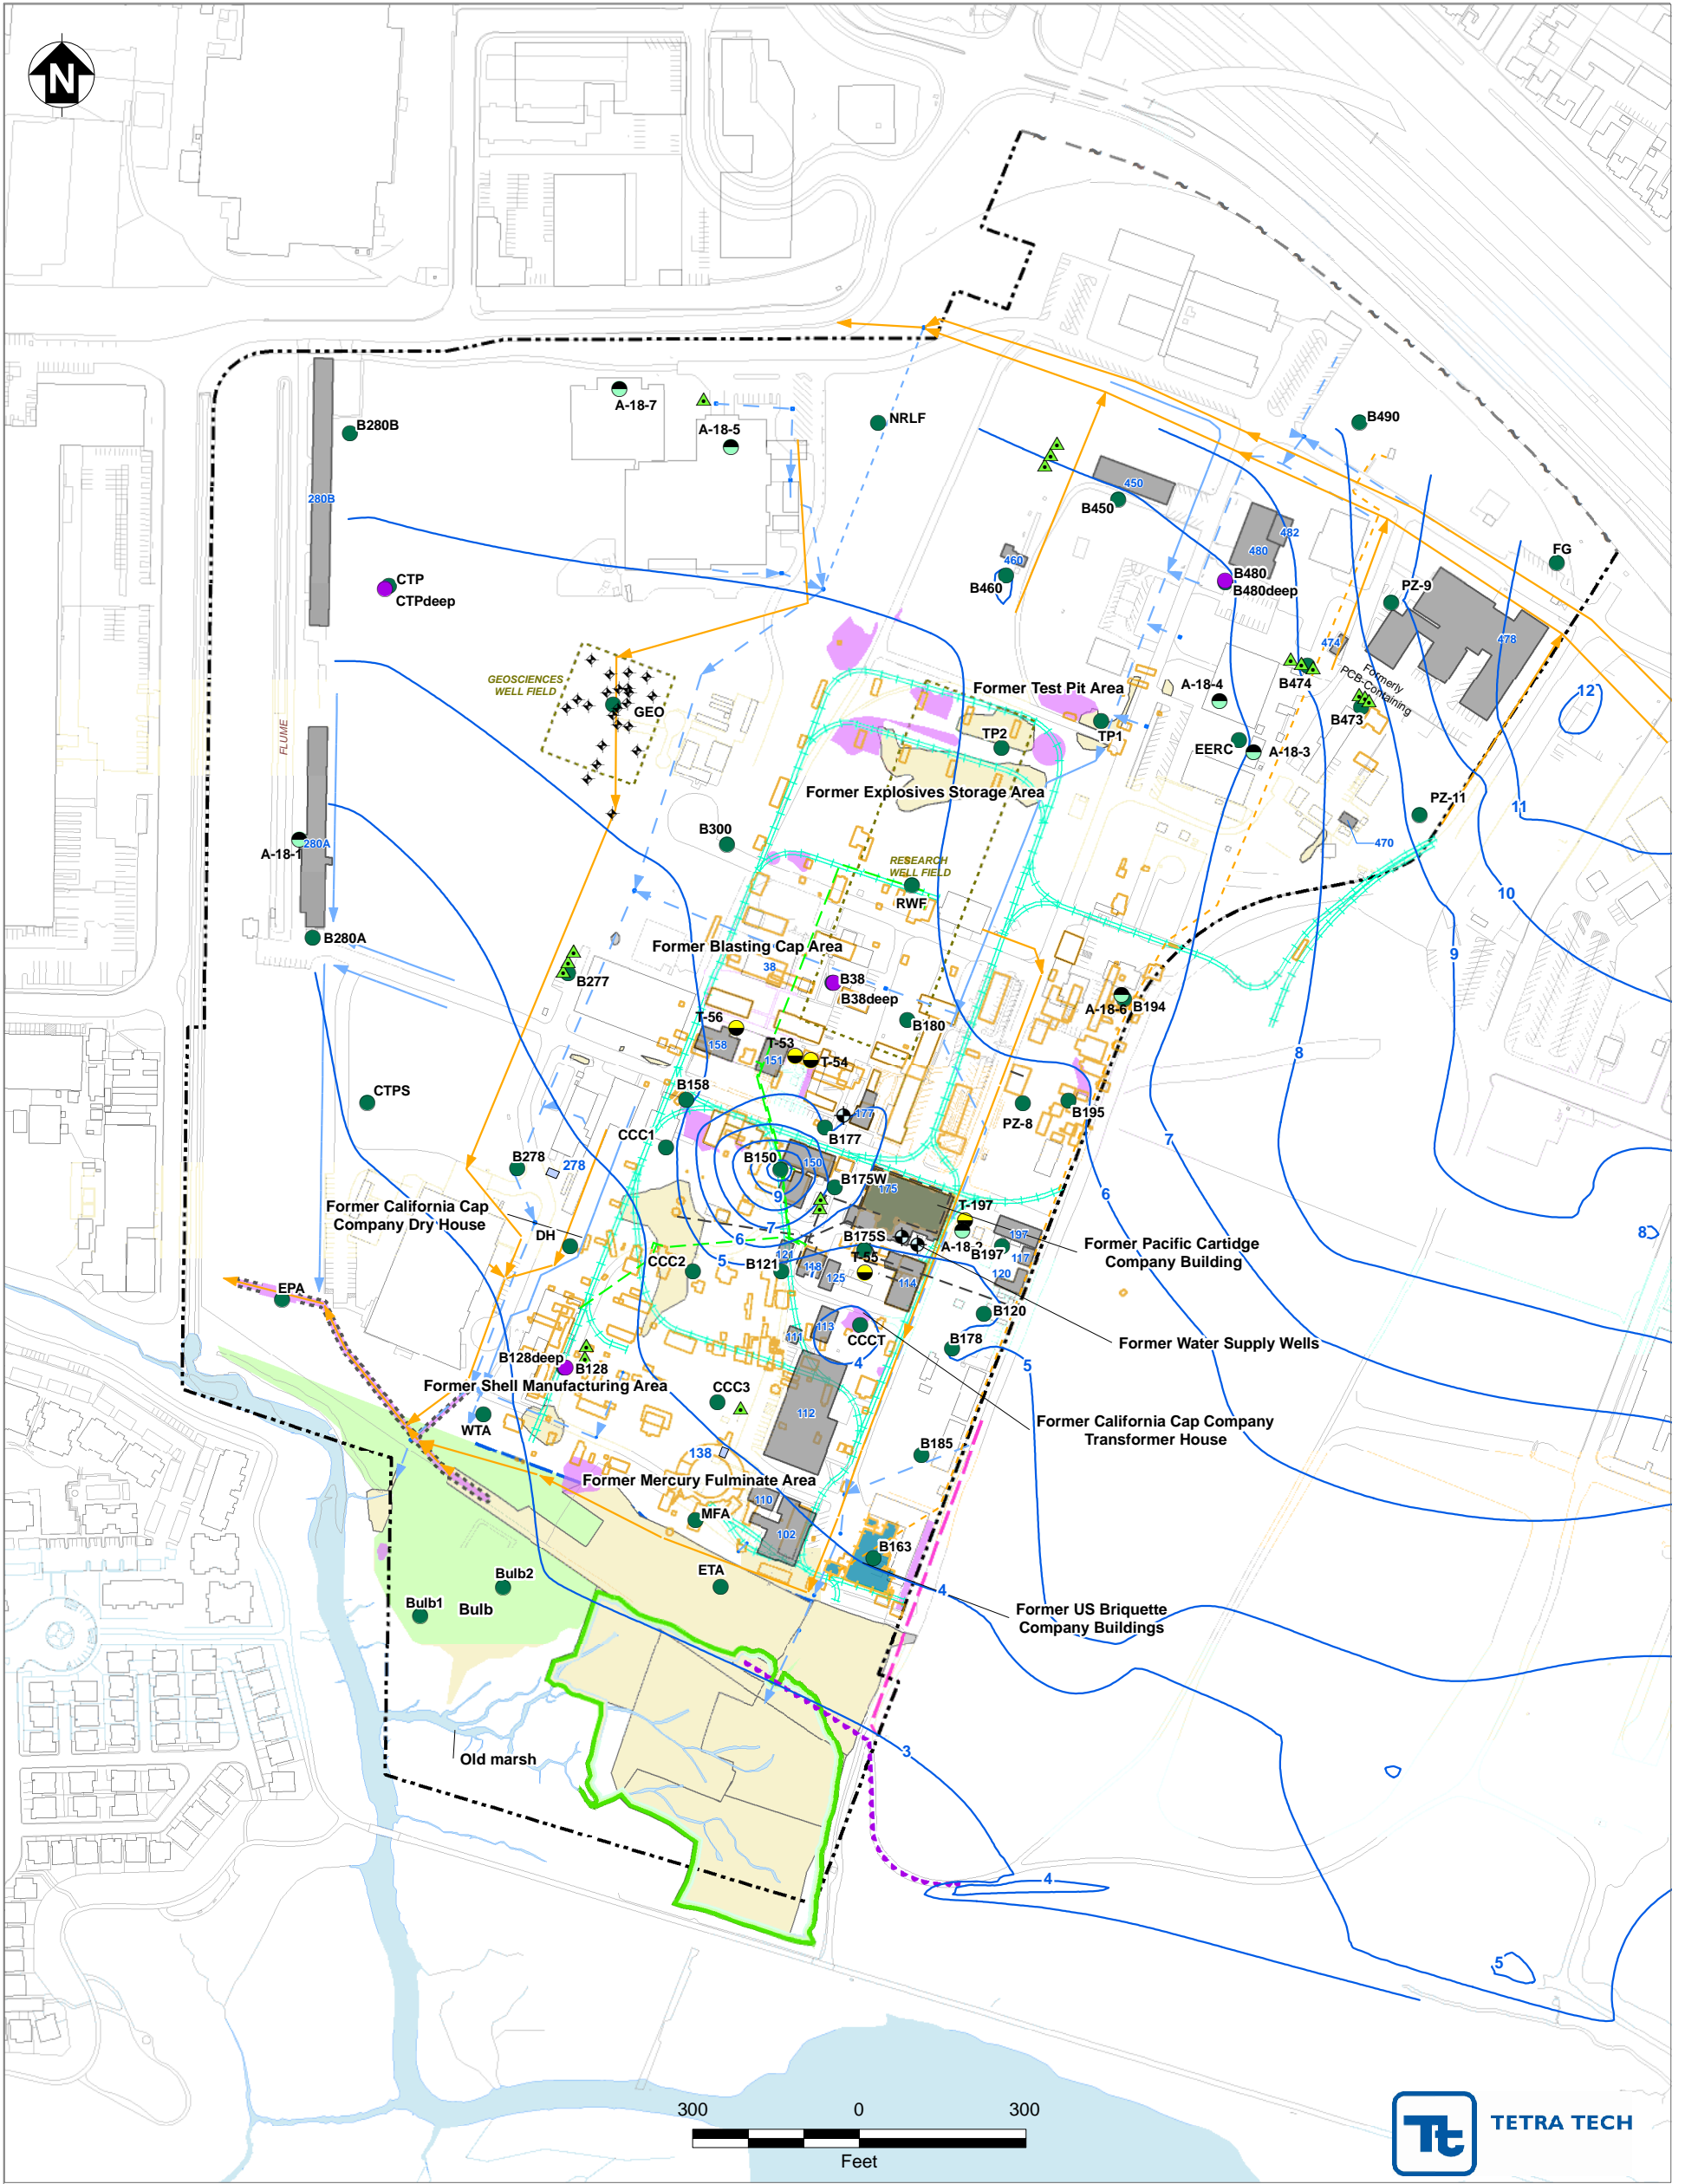 N
A-18-7
A-18-5
NRLF
B490
B280B
280B
450
B450
482
480
FG
460
B460
B480
B480deep
PZ-9
CTP
CTPdeep
474
478
GEOSCIENCES
WELL FIELD
Formerly
PCB-Containing
B474
Former Test Pit Area
A-18-4
12
GEO
B473
FLUME
TP2
TP1
EERC
A-18-3
Former Explosives Storage Area
PZ-11
11
B300
470
A-18-1
280A
RESEARCH
WELL FIELD
RWF
10
B280A
Former Blasting Cap Area
9
38
B277
B38
B38deep
A-18-6
B194
T-56
B180
158
T-53
151
T-54
8
B158
CTPS
177
B195
PZ-8
CCC1
B177
7
B278
278
B150
150
B175W
175
9
6
Former California Cap
Company Dry House
T-197
7
6
DH
B175S
A-18-2
197
8
121
5
B197
117
Former Pacific Cartidge
Company Building
CCC2
B121
118
T-55
125
114
120
EPA
B120
113
111
CCCT
B178
Former Water Supply Wells
B128deep
B128
4
5
Former Shell Manufacturing Area
CCC3
112
WTA
Former California Cap Company
Transformer House
138
B185
Former Mercury Fulminate Area
110
MFA
102
B163
Bulb2
ETA
4
Bulb1
Bulb
Former US Briquette
Company Buildings
Old marsh
3
4
5
300
0
300
Feet
Tt
TETRA TECH